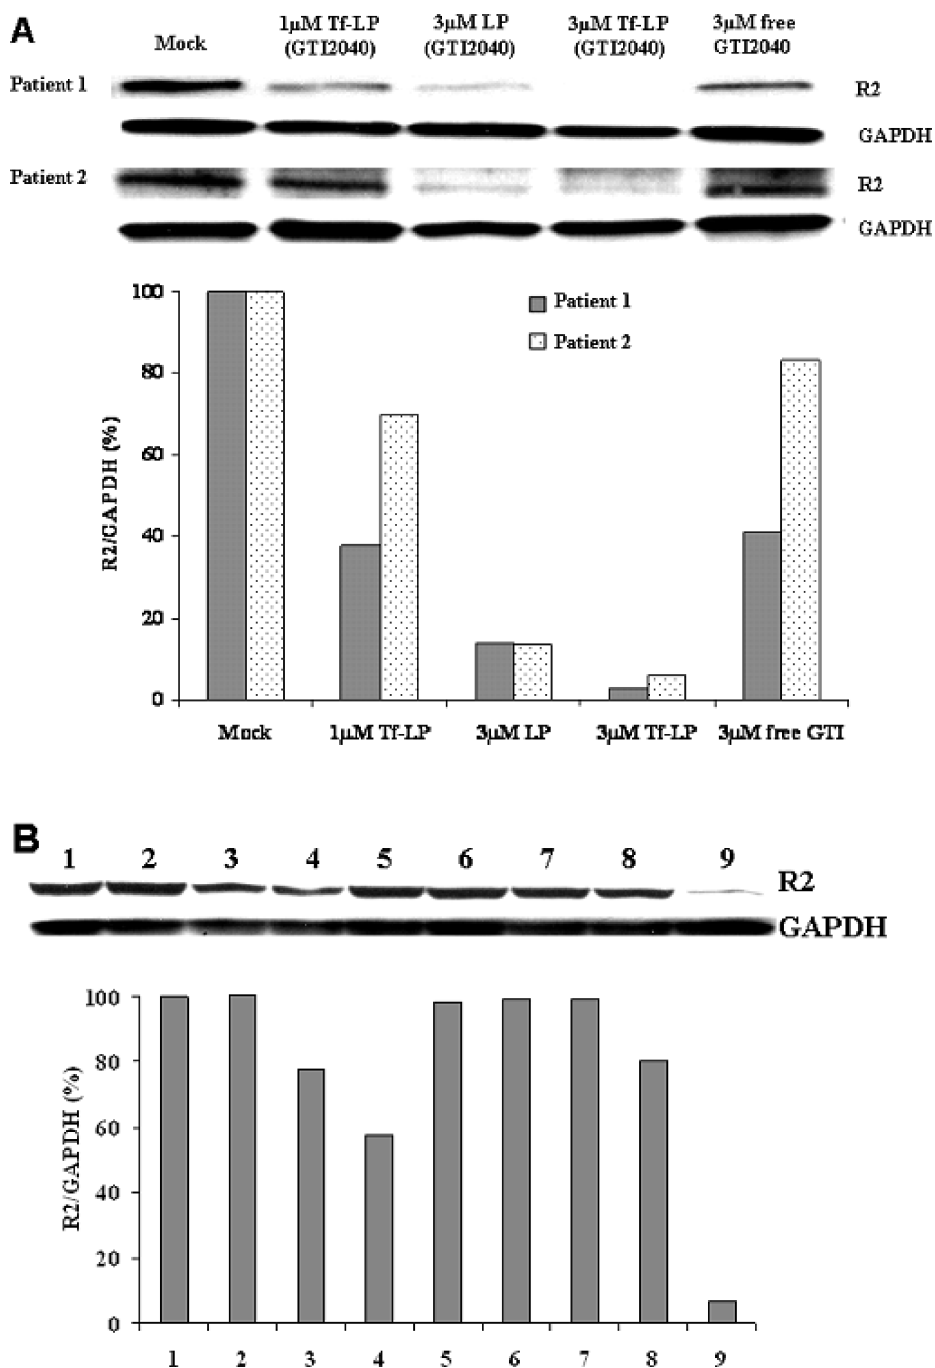 A
Mock
1μM Tf-LP
(GTI2040)
3μM LP
(GTI2040)
3μM Tf-LP
(GTI2040)
3μM free
GTI2040
Patient 1
R2
GAPDH
Patient 2
R2
GAPDH
R2/GAPDH (%)
100
80
60
40
20
0
Patient 1
Patient 2
Mock
1μM Tf-LP
3μM LP
3μM Tf-LP
3μM free GTI
B
1 2 3 4 5 6 7 8 9
R2
GAPDH
R2/GAPDH (%)
100
80
60
40
20
0
1 2 3 4 5 6 7 8 9